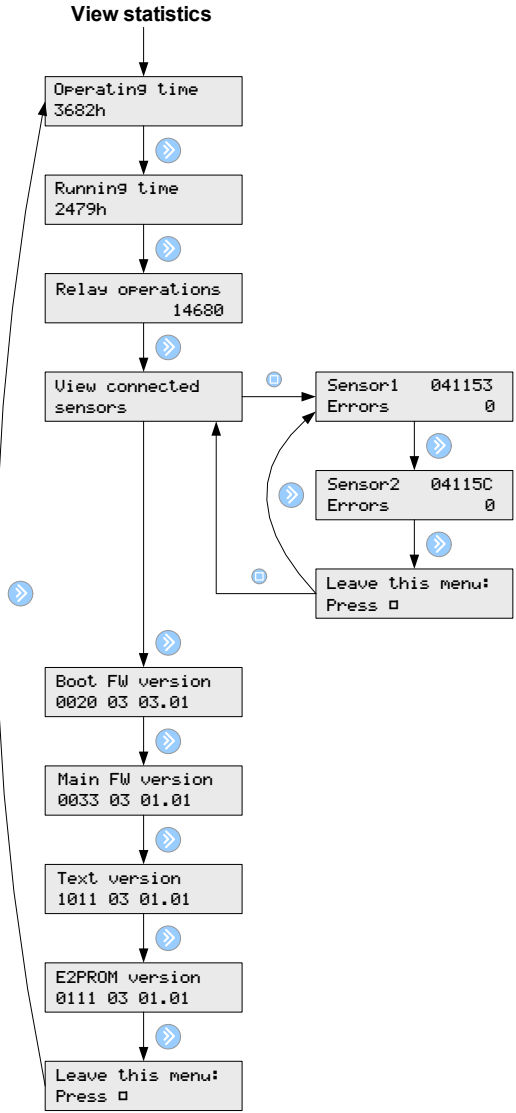 View statistics
Operating time
3682h
Running time
2479h
Relay operations
14680
View connected
sensors
Sensor1 041153
Errors 0
Sensor2 04115C
Errors 0
Leave this menu:
Press □
Boot FW version
0020 03 03.01
Main FW version
0033 03 01.01
Text version
1011 03 01.01
E2PROM version
0111 03 01.01
Leave this menu:
Press □